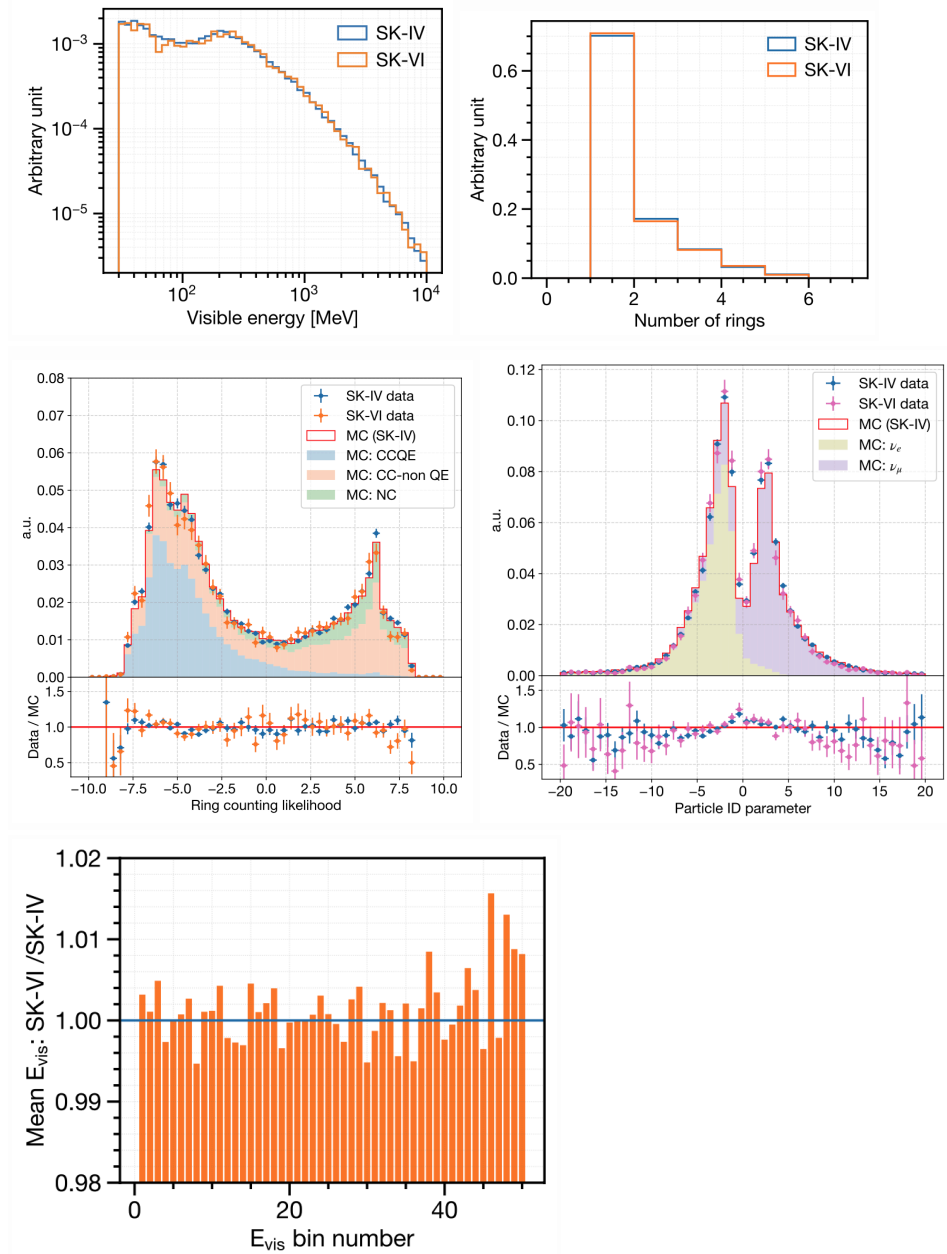 SK-IV
SK-VI
10⁻³
10⁻⁴
10⁻⁵
Arbitrary unit
10² 10³ 10⁴
Visible energy [MeV]
SK-IV
SK-VI
0.6
0.4
0.2
0.0
Arbitrary unit
0 2 4 6
Number of rings
0.08
0.07
0.06
0.05
0.04
0.03
0.02
0.01
0.00
a.u.
SK-IV data
SK-VI data
MC (SK-IV)
MC: CCQE
MC: CC-non QE
MC: NC
1.5
1.0
0.5
Data / MC
−10.0 −7.5 −5.0 −2.5 0.0 2.5 5.0 7.5 10.0
Ring counting likelihood
0.12
0.10
0.08
0.06
0.04
0.02
0.00
a.u.
SK-IV data
SK-VI data
MC (SK-IV)
MC: νₑ
MC: ν_μ
1.5
1.0
0.5
Data / MC
−20 −15 −10 −5 0 5 10 15 20
Particle ID parameter
1.02
1.01
1.00
0.99
0.98
Mean E_vis: SK-VI /SK-IV
0 20 40
E_vis bin number